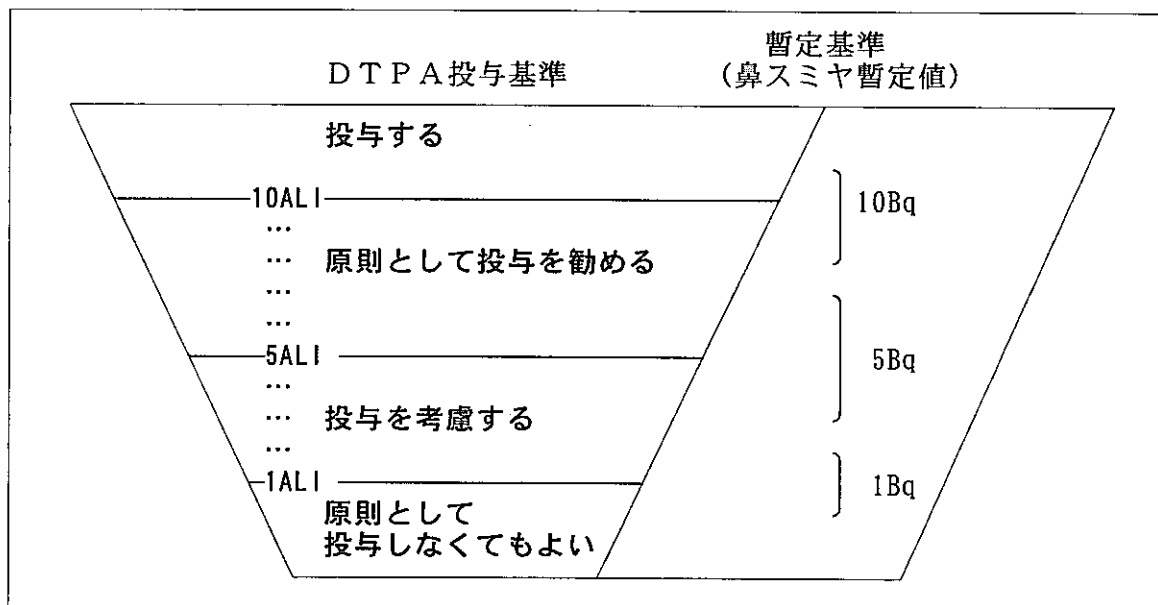 DTPA投与基準
暫定基準
(鼻スミヤ暫定値)
投与する
10ALI
10Bq
…
… 原則として投与を勧める
…
…
5ALI
5Bq
…
… 投与を考慮する
…
1ALI
1Bq
原則として
投与しなくてもよい